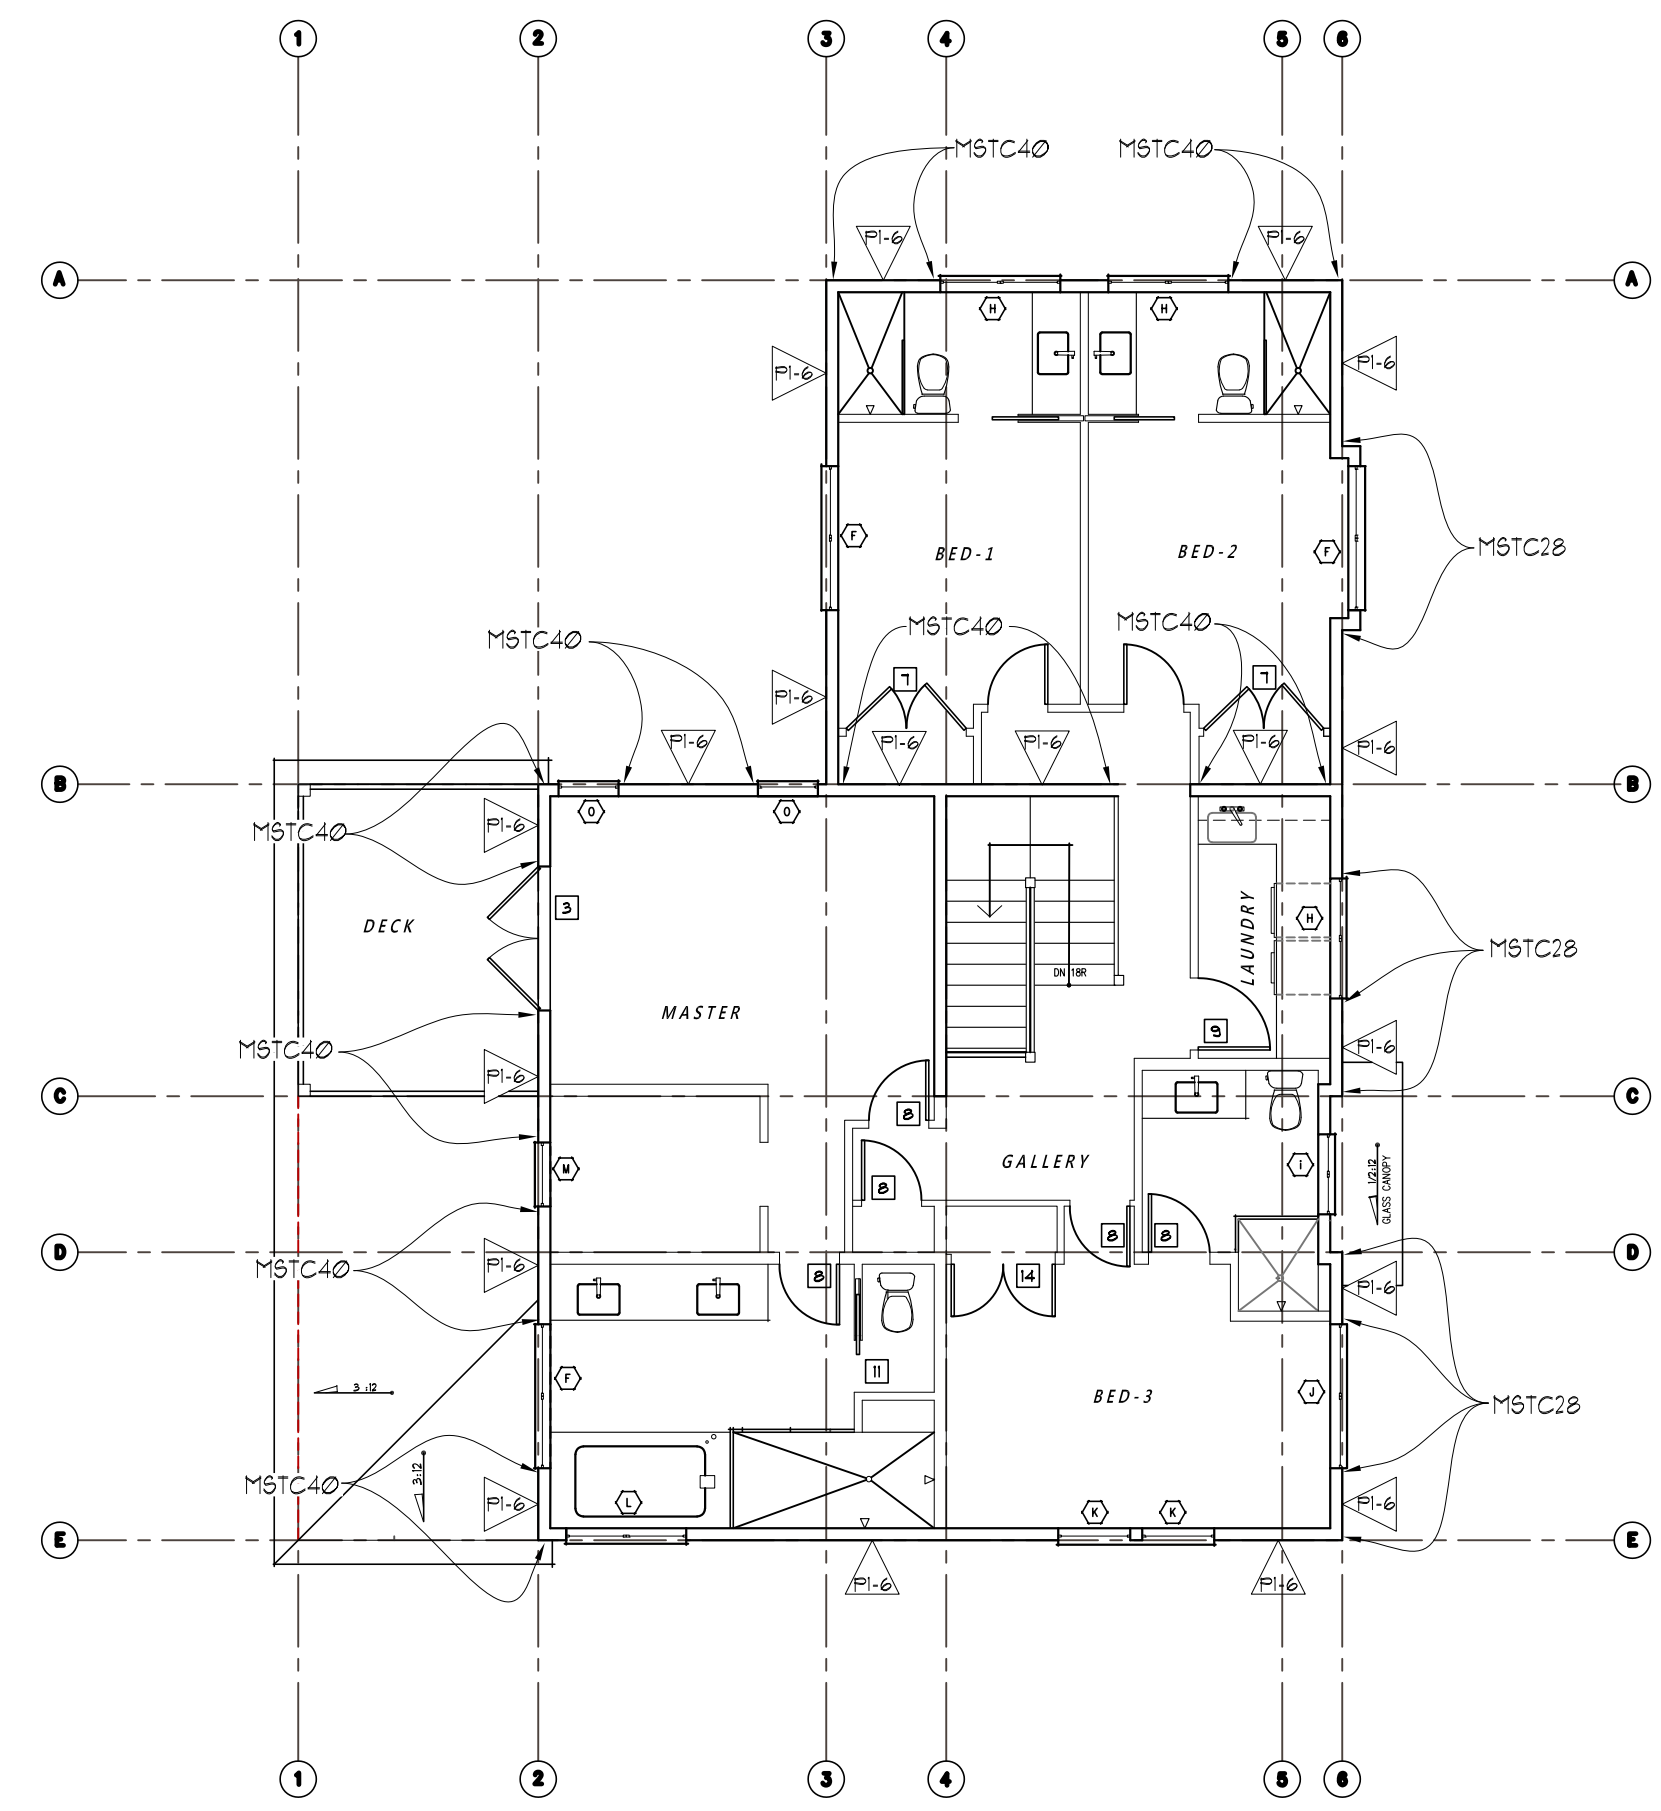 1 2 3 4 5 6
MSTC40 MSTC40
P1-6 P1-6
A A
H H
P1-6 P1-6
F BED-1 BED-2 F
MSTC28
MSTC40 MSTC40 MSTC40
7 7
P1-6
P1-6 P1-6 P1-6 P1-6 P1-6
B B
O O
MSTC40 P1-6
3
DECK
LAUNDRY
H
MSTC28
DN 18R
MASTER
9
MSTC40 P1-6 P1-6
C C
8
M GALLERY i
1/2:12
GLASS CANOPY
8
8 8
D D
MSTC40 P1-6
8 14 P1-6
11
F J
3 :12
BED-3
MSTC28
3:12
MSTC40 P1-6 P1-6
L K K
E E
P1-6 P1-6
1 2 3 4 5 6